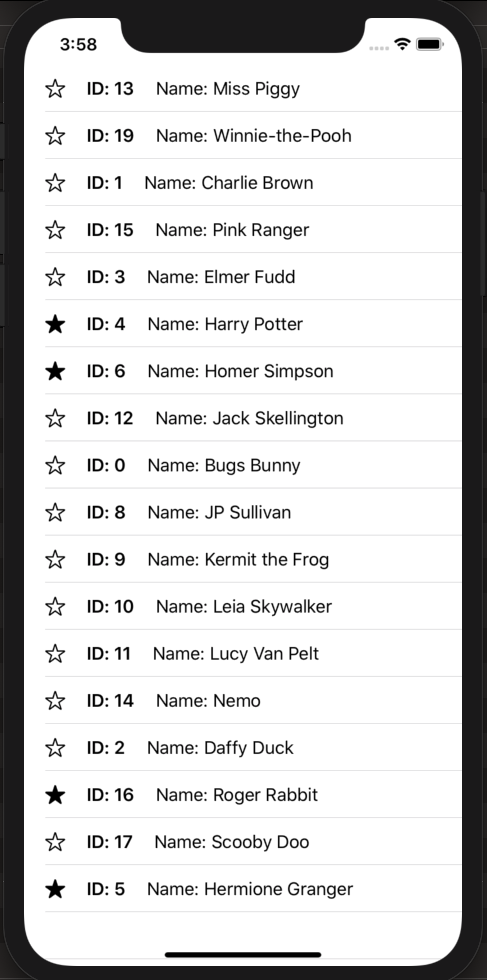 3:58
ID: 13 Name: Miss Piggy
ID: 19 Name: Winnie-the-Pooh
ID: 1 Name: Charlie Brown
ID: 15 Name: Pink Ranger
ID: 3 Name: Elmer Fudd
ID: 4 Name: Harry Potter
ID: 6 Name: Homer Simpson
ID: 12 Name: Jack Skellington
ID: 0 Name: Bugs Bunny
ID: 8 Name: JP Sullivan
ID: 9 Name: Kermit the Frog
ID: 10 Name: Leia Skywalker
ID: 11 Name: Lucy Van Pelt
ID: 14 Name: Nemo
ID: 2 Name: Daffy Duck
ID: 16 Name: Roger Rabbit
ID: 17 Name: Scooby Doo
ID: 5 Name: Hermione Granger